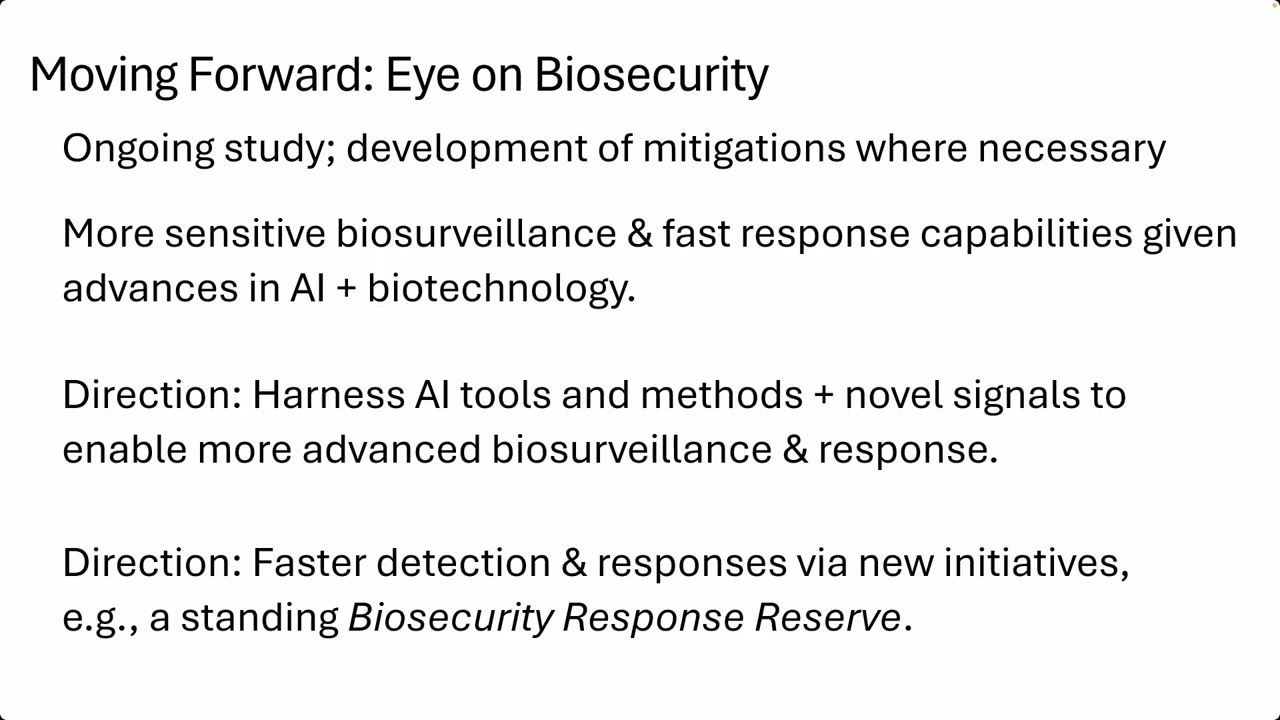 Moving Forward: Eye on Biosecurity
Ongoing study; development of mitigations where necessary
More sensitive biosurveillance & fast response capabilities given
advances in AI + biotechnology.
Direction: Harness AI tools and methods + novel signals to
enable more advanced biosurveillance & response.
Direction: Faster detection & responses via new initiatives,
e.g., a standing Biosecurity Response Reserve.